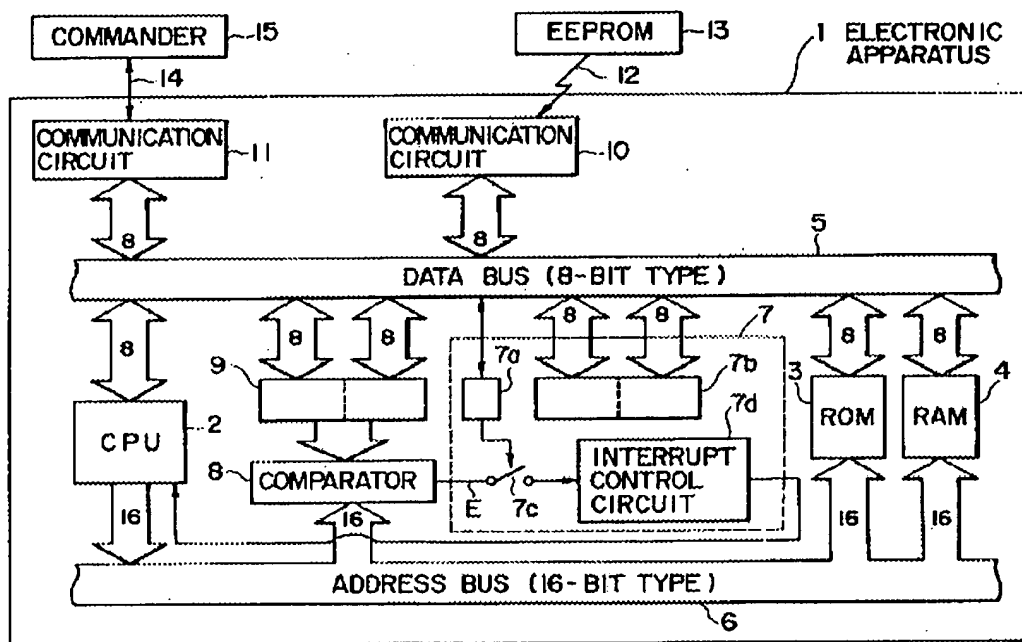 COMMANDER
15
EEPROM
13
1 ELECTRONIC
APPARATUS
14
12
COMMUNICATION
CIRCUIT
11
COMMUNICATION
CIRCUIT
10
8
8
5
DATA BUS (8-BIT TYPE)
8
8
8
8
8
8
8
7
9
7a
7b
3
4
CPU
2
7d
ROM
RAM
8
COMPARATOR
E
7c
INTERRUPT
CONTROL
CIRCUIT
16
16
16
16
ADDRESS BUS (16-BIT TYPE)
6